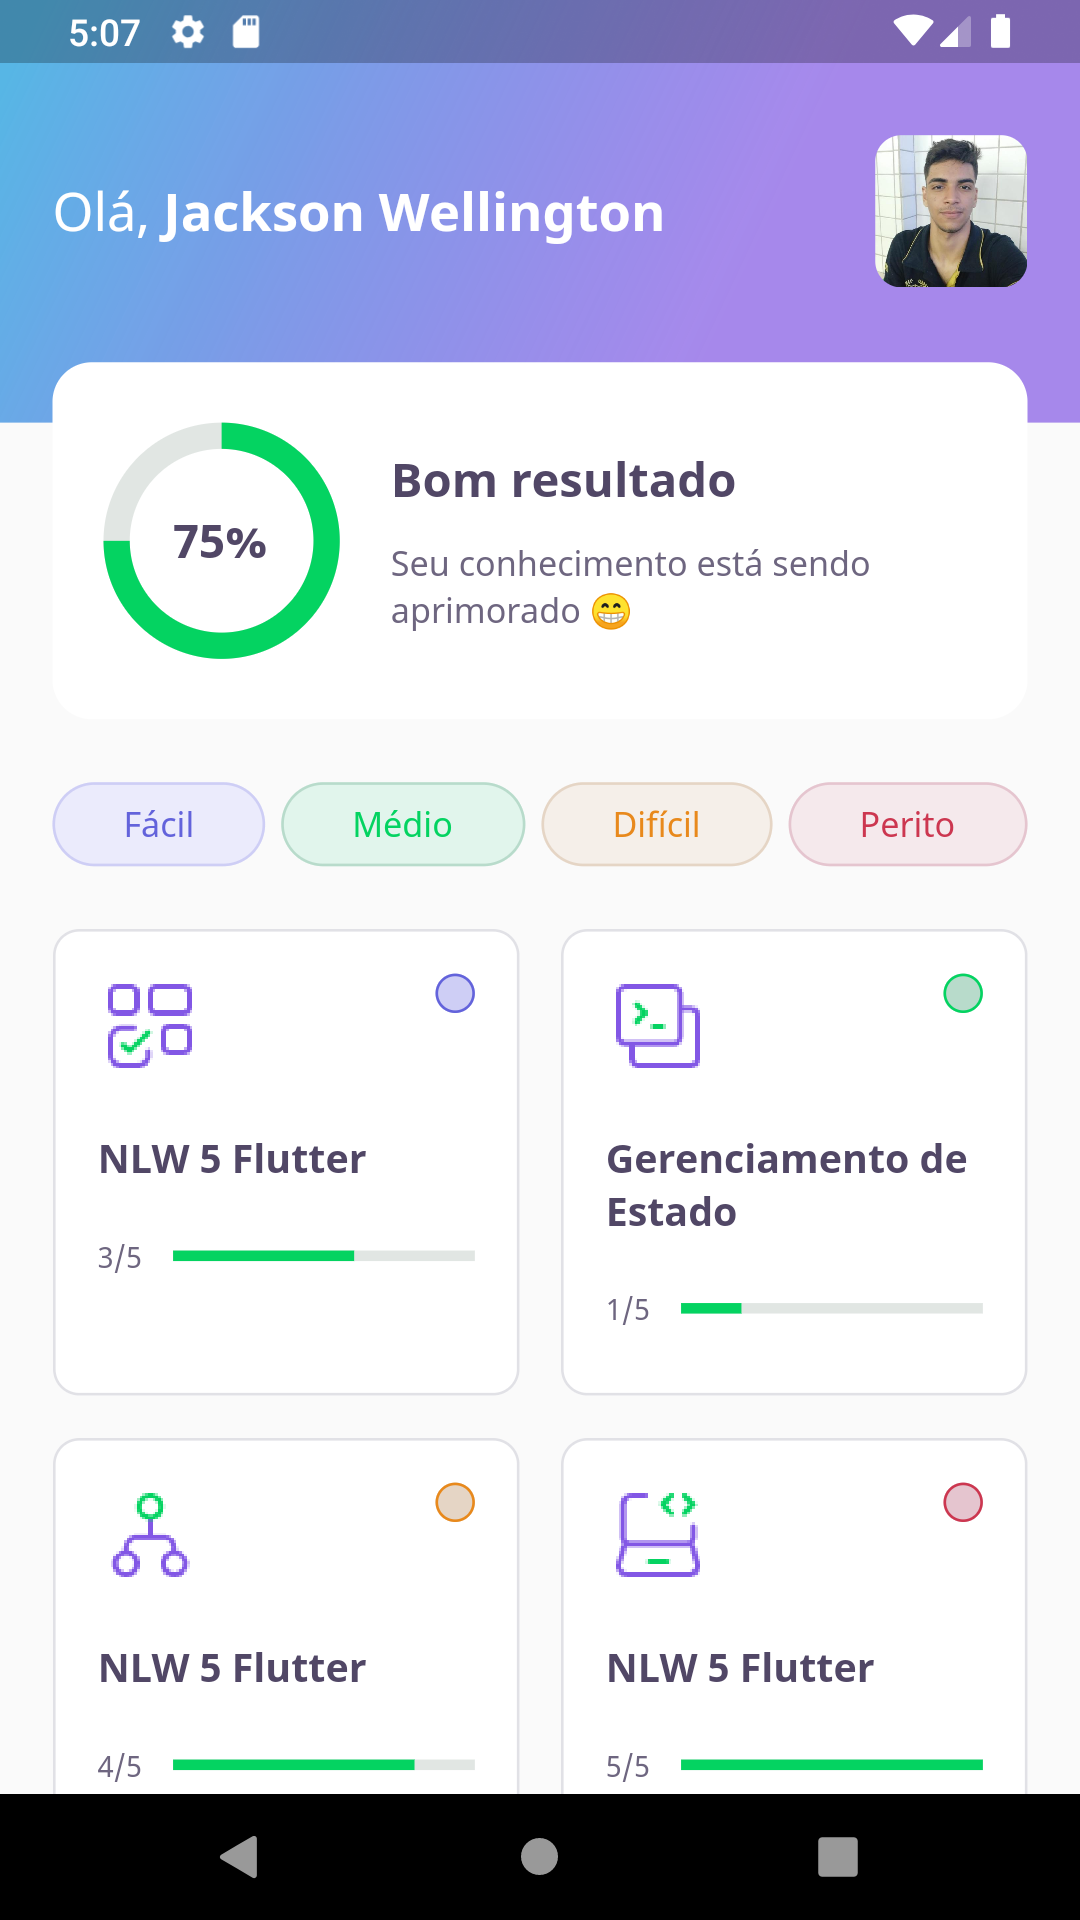 5:07
Olá, Jackson Wellington
75%
Bom resultado
Seu conhecimento está sendo
aprimorado 😁
Fácil
Médio
Difícil
Perito
NLW 5 Flutter
3/5
Gerenciamento de
Estado
1/5
NLW 5 Flutter
4/5
NLW 5 Flutter
5/5